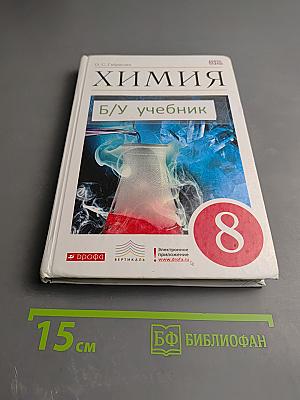 О. С. Габриелян
ХИМИЯ
Б/У учебник
8
дрофа
ВЕРТИКАЛЬ
Электронное
приложение
www.drofa.ru
15 см
БФ БИБЛИОФАН